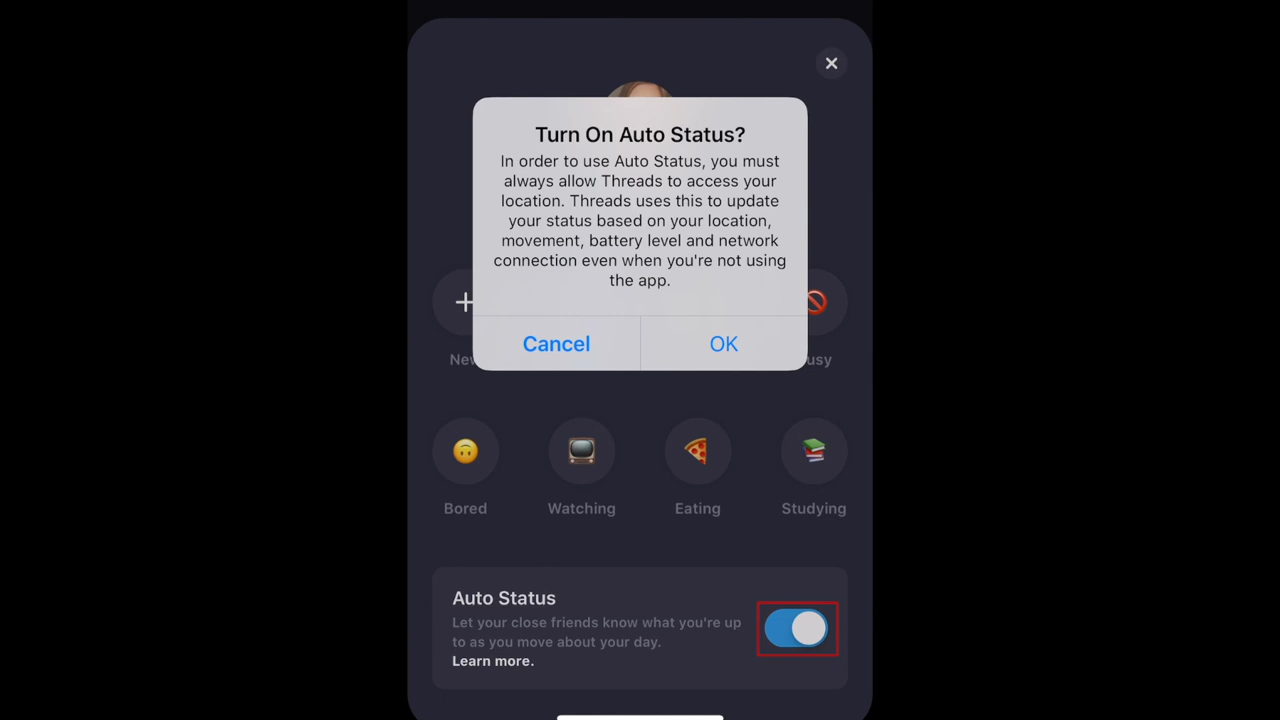 Turn On Auto Status?
In order to use Auto Status, you must
always allow Threads to access your
location. Threads uses this to update
your status based on your location,
movement, battery level and network
connection even when you're not using
the app.
Cancel
OK
Ne
usy
Bored
Watching
Eating
Studying
Auto Status
Let your close friends know what you're up
to as you move about your day.
Learn more.